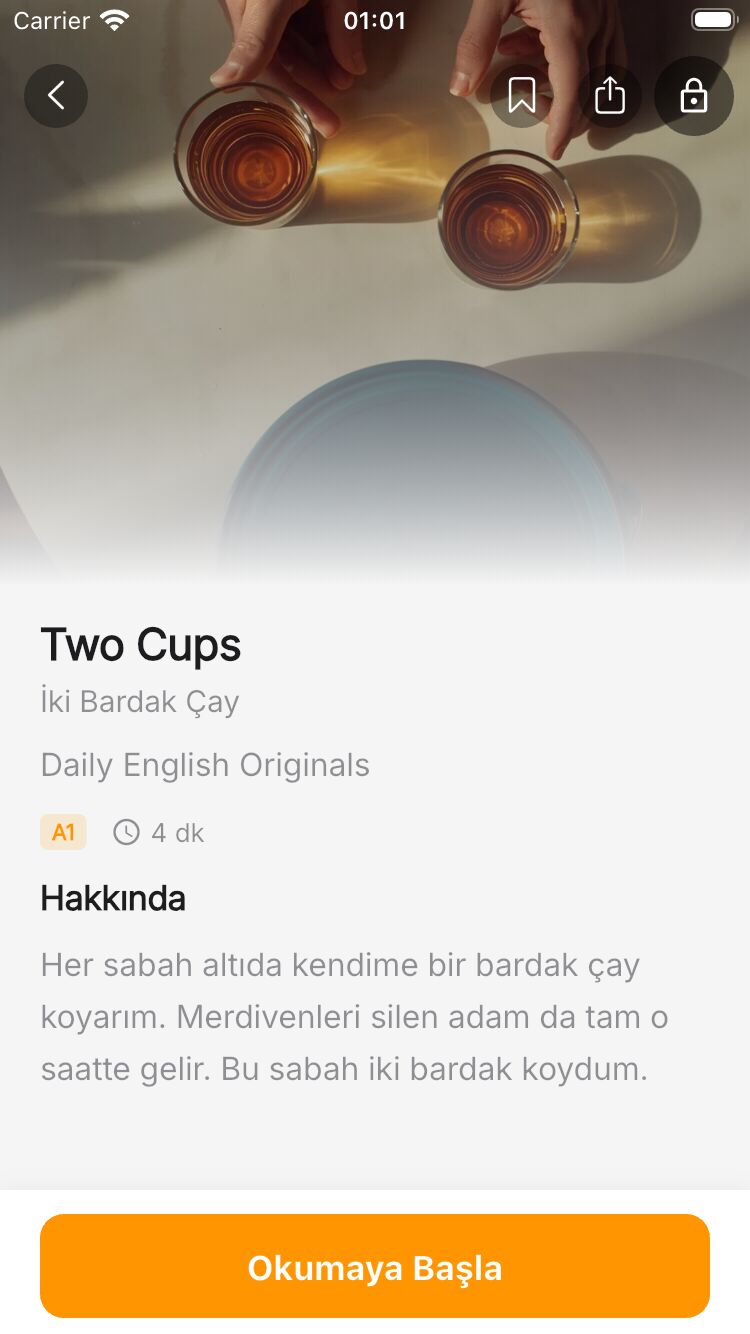 Carrier
01:01
Two Cups
İki Bardak Çay
Daily English Originals
A1
4 dk
Hakkında
Her sabah altıda kendime bir bardak çay
koyarım. Merdivenleri silen adam da tam o
saatte gelir. Bu sabah iki bardak koydum.
Okumaya Başla